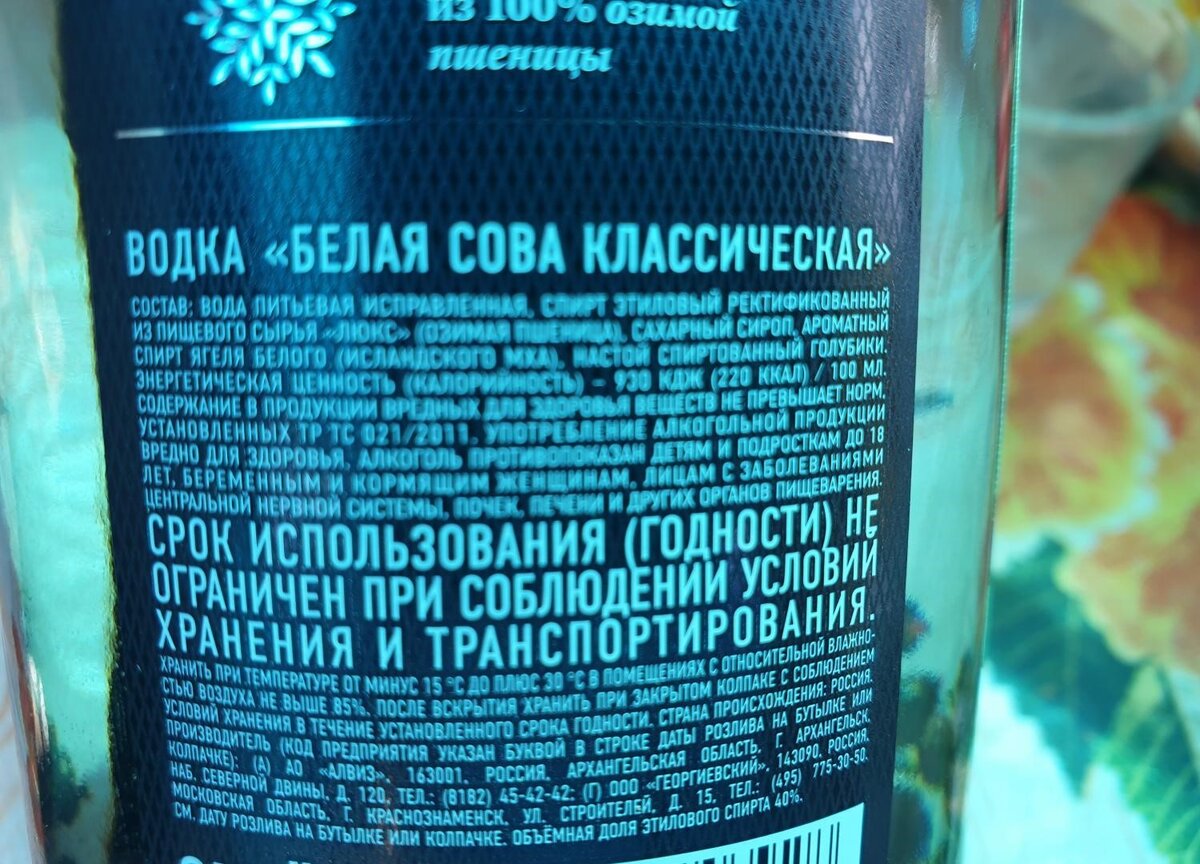 из 100% озимой
пшеницы
ВОДКА «БЕЛАЯ СОВА КЛАССИЧЕСКАЯ»
СОСТАВ: ВОДА ПИТЬЕВАЯ ИСПРАВЛЕННАЯ, СПИРТ ЭТИЛОВЫЙ РЕКТИФИКОВАННЫЙ
ИЗ ПИЩЕВОГО СЫРЬЯ «ЛЮКС» (ОЗИМАЯ ПШЕНИЦА), САХАРНЫЙ СИРОП, АРОМАТНЫЙ
СПИРТ ЯГЕЛЯ БЕЛОГО (ИСЛАНДСКОГО МХА), НАСТОЙ СПИРТОВАННЫЙ ГОЛУБИКИ.
ЭНЕРГЕТИЧЕСКАЯ ЦЕННОСТЬ (КАЛОРИЙНОСТЬ) – 930 КДЖ (220 ККАЛ) / 100 МЛ.
СОДЕРЖАНИЕ В ПРОДУКЦИИ ВРЕДНЫХ ДЛЯ ЗДОРОВЬЯ ВЕЩЕСТВ НЕ ПРЕВЫШАЕТ НОРМ,
УСТАНОВЛЕННЫХ ТР ТС 021/2011. УПОТРЕБЛЕНИЕ АЛКОГОЛЬНОЙ ПРОДУКЦИИ
ВРЕДНО ДЛЯ ЗДОРОВЬЯ, АЛКОГОЛЬ ПРОТИВОПОКАЗАН ДЕТЯМ И ПОДРОСТКАМ ДО 18
ЛЕТ, БЕРЕМЕННЫМ И КОРМЯЩИМ ЖЕНЩИНАМ, ЛИЦАМ С ЗАБОЛЕВАНИЯМИ
ЦЕНТРАЛЬНОЙ НЕРВНОЙ СИСТЕМЫ, ПОЧЕК, ПЕЧЕНИ И ДРУГИХ ОРГАНОВ ПИЩЕВАРЕНИЯ.
СРОК ИСПОЛЬЗОВАНИЯ (ГОДНОСТИ) НЕ
ОГРАНИЧЕН ПРИ СОБЛЮДЕНИИ УСЛОВИЙ
ХРАНЕНИЯ И ТРАНСПОРТИРОВАНИЯ.
ХРАНИТЬ ПРИ ТЕМПЕРАТУРЕ ОТ МИНУС 15 °С ДО ПЛЮС 30 °С В ПОМЕЩЕНИЯХ С ОТНОСИТЕЛЬНОЙ ВЛАЖНО-
СТЬЮ ВОЗДУХА НЕ ВЫШЕ 85%. ПОСЛЕ ВСКРЫТИЯ ХРАНИТЬ ПРИ ЗАКРЫТОМ КОЛПАКЕ С СОБЛЮДЕНИЕМ
УСЛОВИЙ ХРАНЕНИЯ В ТЕЧЕНИЕ УСТАНОВЛЕННОГО СРОКА ГОДНОСТИ. СТРАНА ПРОИСХОЖДЕНИЯ: РОССИЯ.
ПРОИЗВОДИТЕЛЬ (КОД ПРЕДПРИЯТИЯ УКАЗАН БУКВОЙ В СТРОКЕ ДАТЫ РОЗЛИВА НА БУТЫЛКЕ ИЛИ
КОЛПАЧКЕ): (А) АО «АЛВИЗ», 163001, РОССИЯ, АРХАНГЕЛЬСКАЯ ОБЛАСТЬ, Г. АРХАНГЕЛЬСК,
НАБ. СЕВЕРНОЙ ДВИНЫ, Д. 120, ТЕЛ.: (8182) 45-42-42; (Г) ООО «ГЕОРГИЕВСКИЙ», 143090, РОССИЯ,
МОСКОВСКАЯ ОБЛАСТЬ, Г. КРАСНОЗНАМЕНСК, УЛ. СТРОИТЕЛЕЙ, Д. 15, ТЕЛ.: (495) 775-30-50.
СМ. ДАТУ РОЗЛИВА НА БУТЫЛКЕ ИЛИ КОЛПАЧКЕ. ОБЪЁМНАЯ ДОЛЯ ЭТИЛОВОГО СПИРТА 40%.